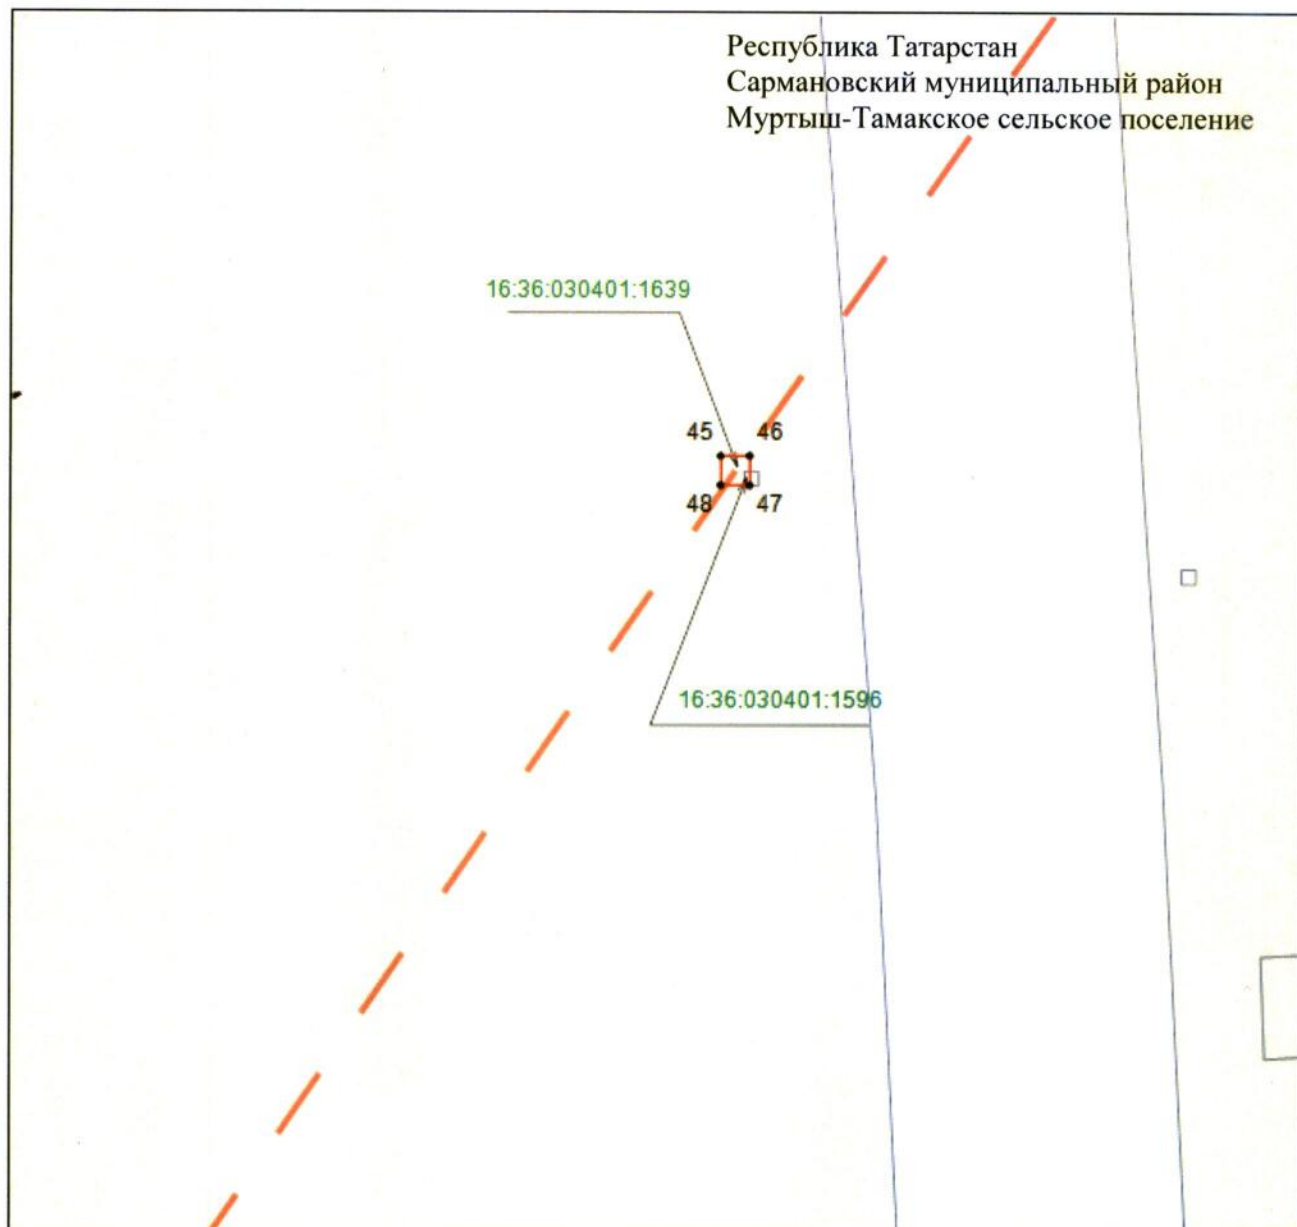 Республика Татарстан
Сармановский муниципальный район
Муртыш-Тамакское сельское поселение
16:36:030401:1639
45 46
48 47
16:36:030401:1596